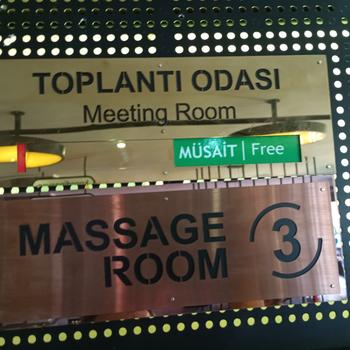 TOPLANTI ODASI
Meeting Room
MÜSAİT | Free
MASSAGE
ROOM
3